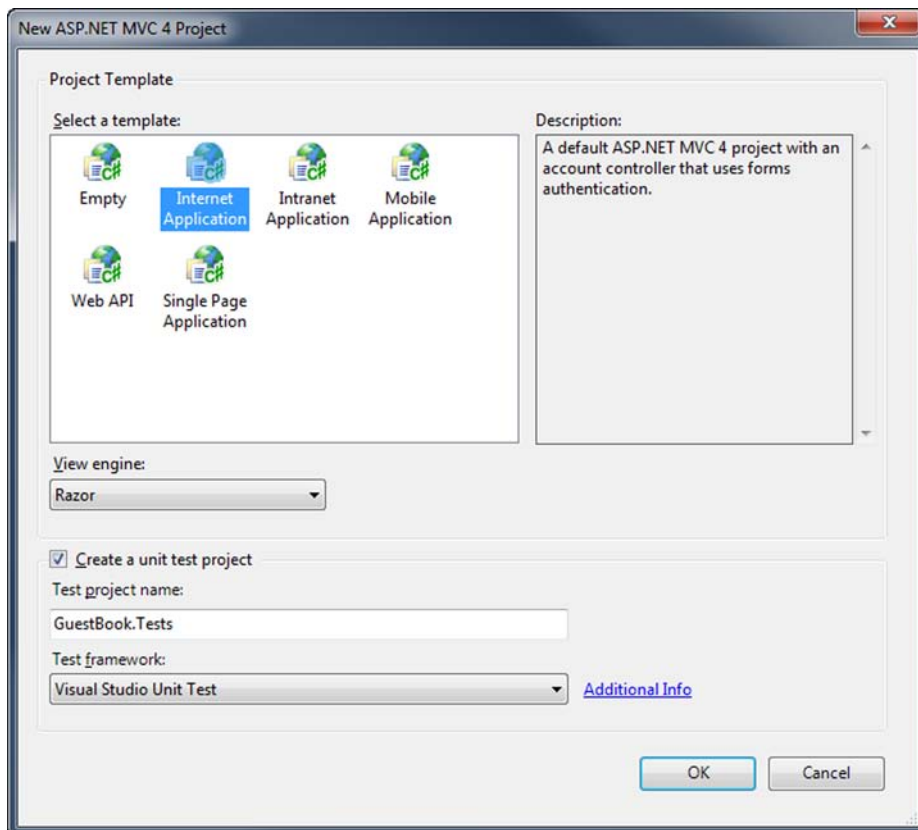 New ASP.NET MVC 4 Project
Project Template
Select a template:
Empty
Internet
Application
Intranet
Application
Mobile
Application
Web API
Single Page
Application
Description:
A default ASP.NET MVC 4 project with an
account controller that uses forms
authentication.
View engine:
Razor
Create a unit test project
Test project name:
GuestBook.Tests
Test framework:
Visual Studio Unit Test
Additional Info
OK
Cancel